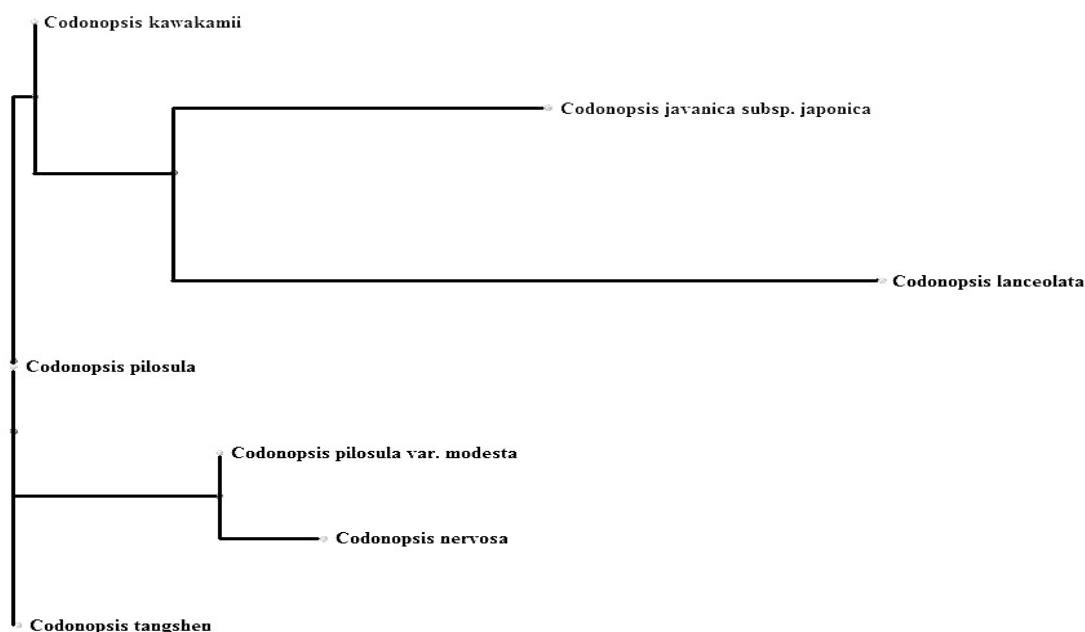 Codonopsis kawakamii
Codonopsis javanica subsp. japonica
Codonopsis lanceolata
Codonopsis pilosula
Codonopsis pilosula var. modesta
Codonopsis nervosa
Codonopsis tangshen